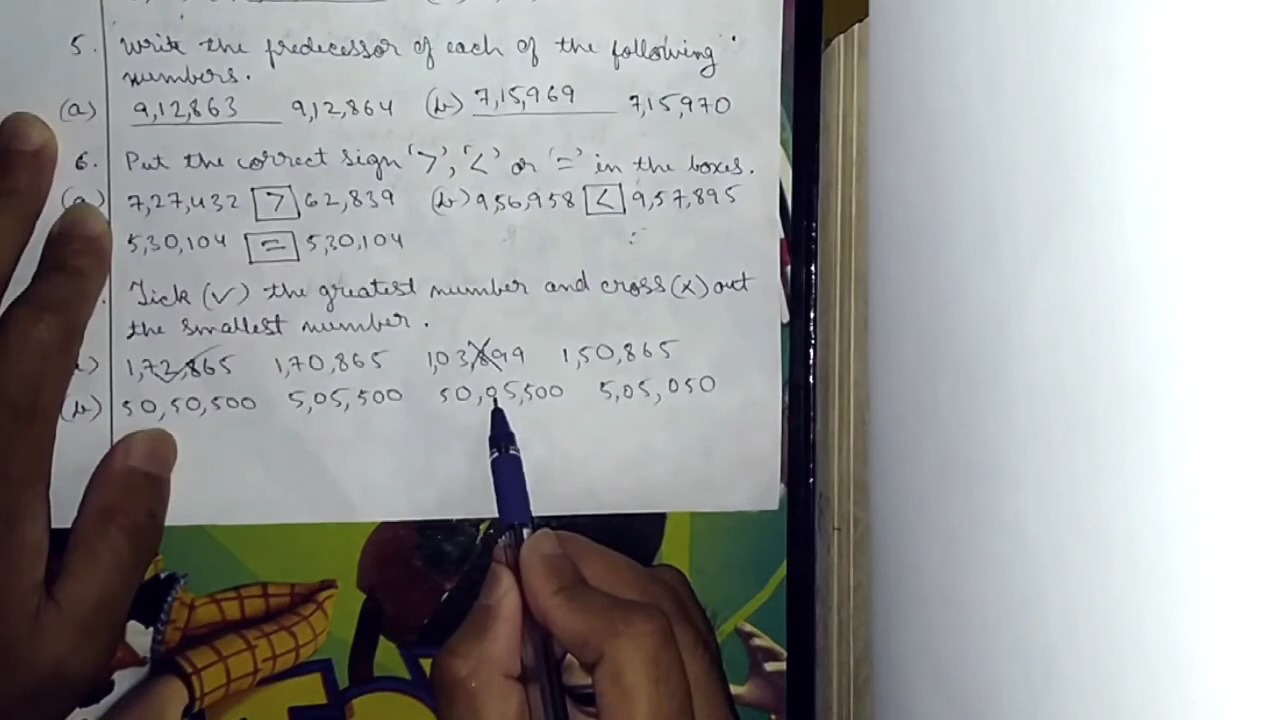 5. Write the predecessor of each of the following
numbers.
(a) 9,12,863 9,12,864 (b) 7,15,969 7,15,970
6. Put the correct sign '>', '<' or '=' in the boxes.
(a) 7,27,432 > 62,839 (b) 9,56,958 < 9,57,895
5,30,104 = 5,30,104
Tick (✓) the greatest number and cross (x) out
the smallest number.
1,72,865 1,70,865 1,03,899 1,50,865
(b) 50,50,500 5,05,500 50,05,500 5,05,050